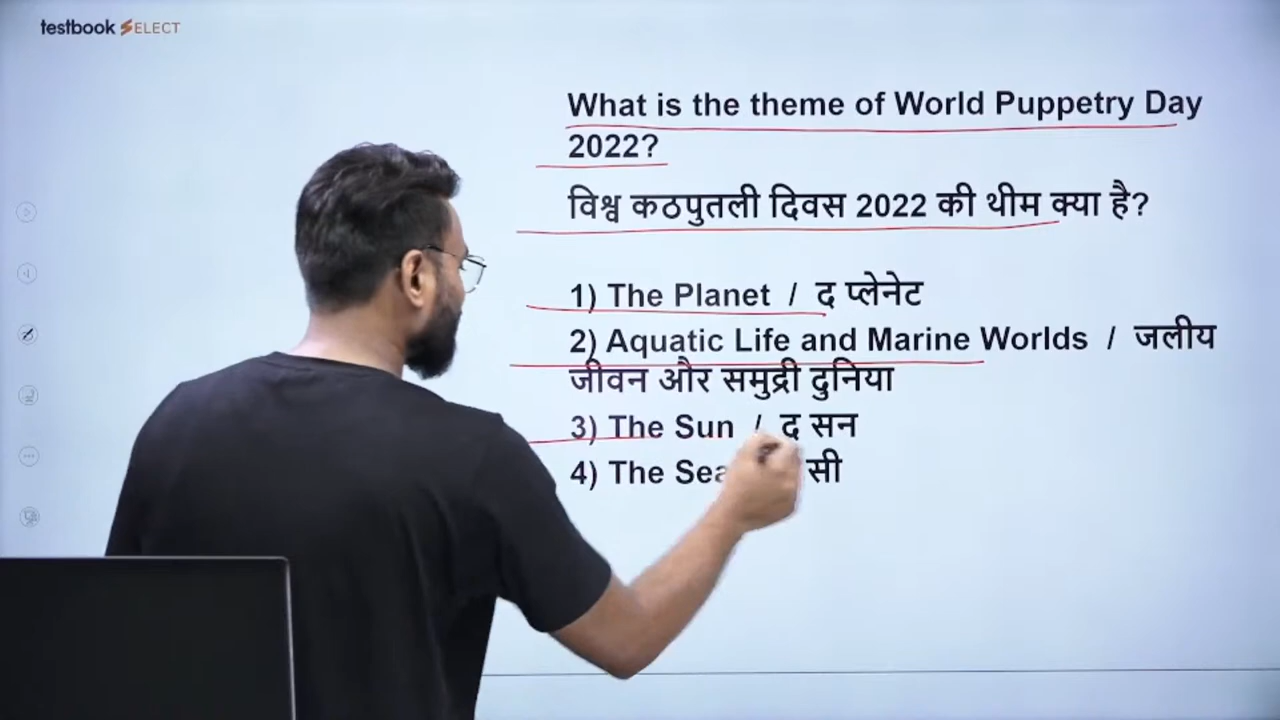 testbook SELECT
What is the theme of World Puppetry Day
2022?
विश्व कठपुतली दिवस 2022 की थीम क्या है?
1) The Planet / द प्लेनेट
2) Aquatic Life and Marine Worlds / जलीय
जीवन और समुद्री दुनिया
3) The Sun / द सन
4) The Sea सी